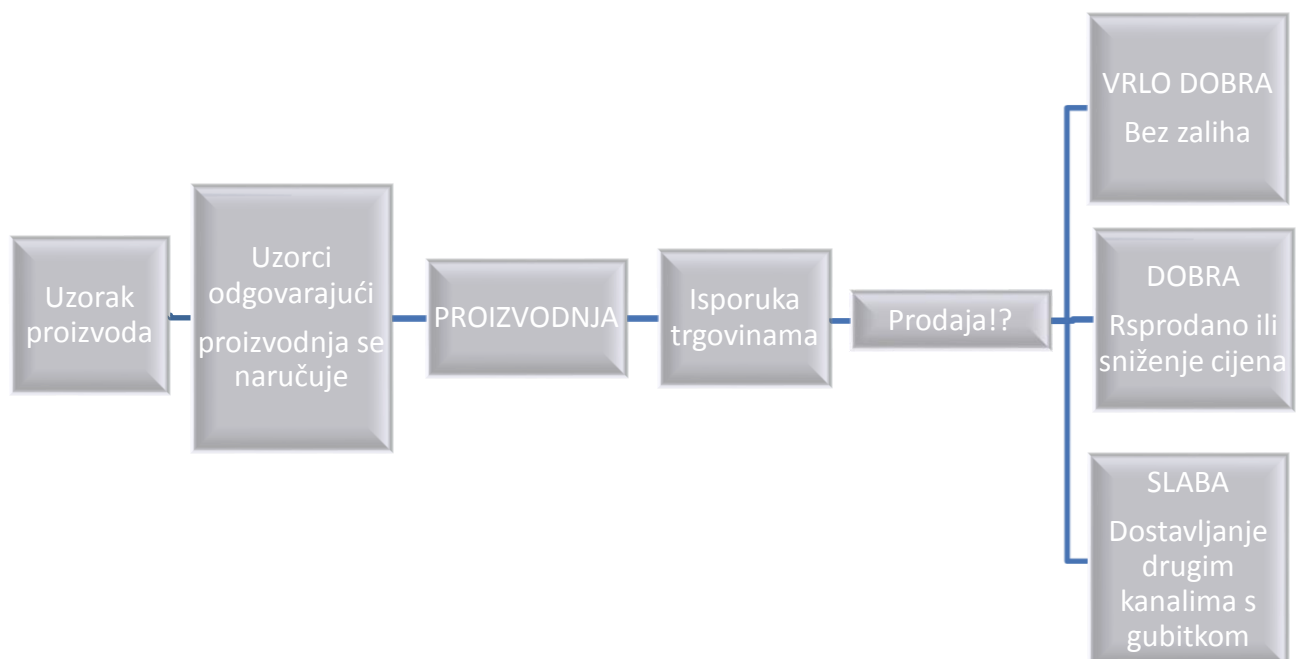 Uzorak
proizvoda
Uzorci
odgovarajući
proizvodnja se
naručuje
PROIZVODNJA
Isporuka
trgovinama
Prodaja!?
VRLO DOBRA
Bez zaliha
DOBRA
Rsprodano ili
sniženje cijena
SLABA
Dostavljanje
drugim
kanalima s
gubitkom